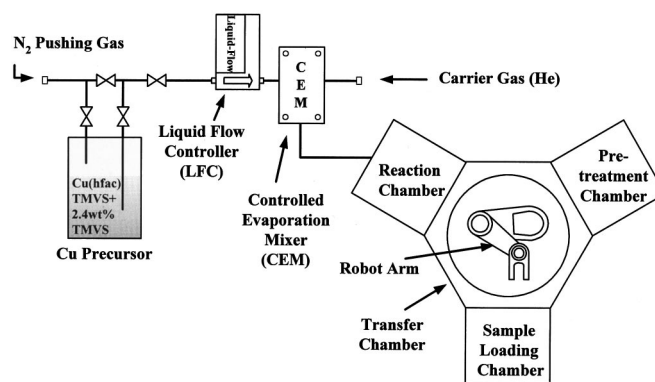 N2 Pushing Gas
Liquid-Flow
C
E
M
Carrier Gas (He)
Liquid Flow
Controller
(LFC)
Controlled
Evaporation
Mixer
(CEM)
Cu(hfac)
TMVS+
2.4wt%
TMVS
Cu Precursor
Reaction
Chamber
Pre-
treatment
Chamber
Robot Arm
Transfer
Chamber
Sample
Loading
Chamber